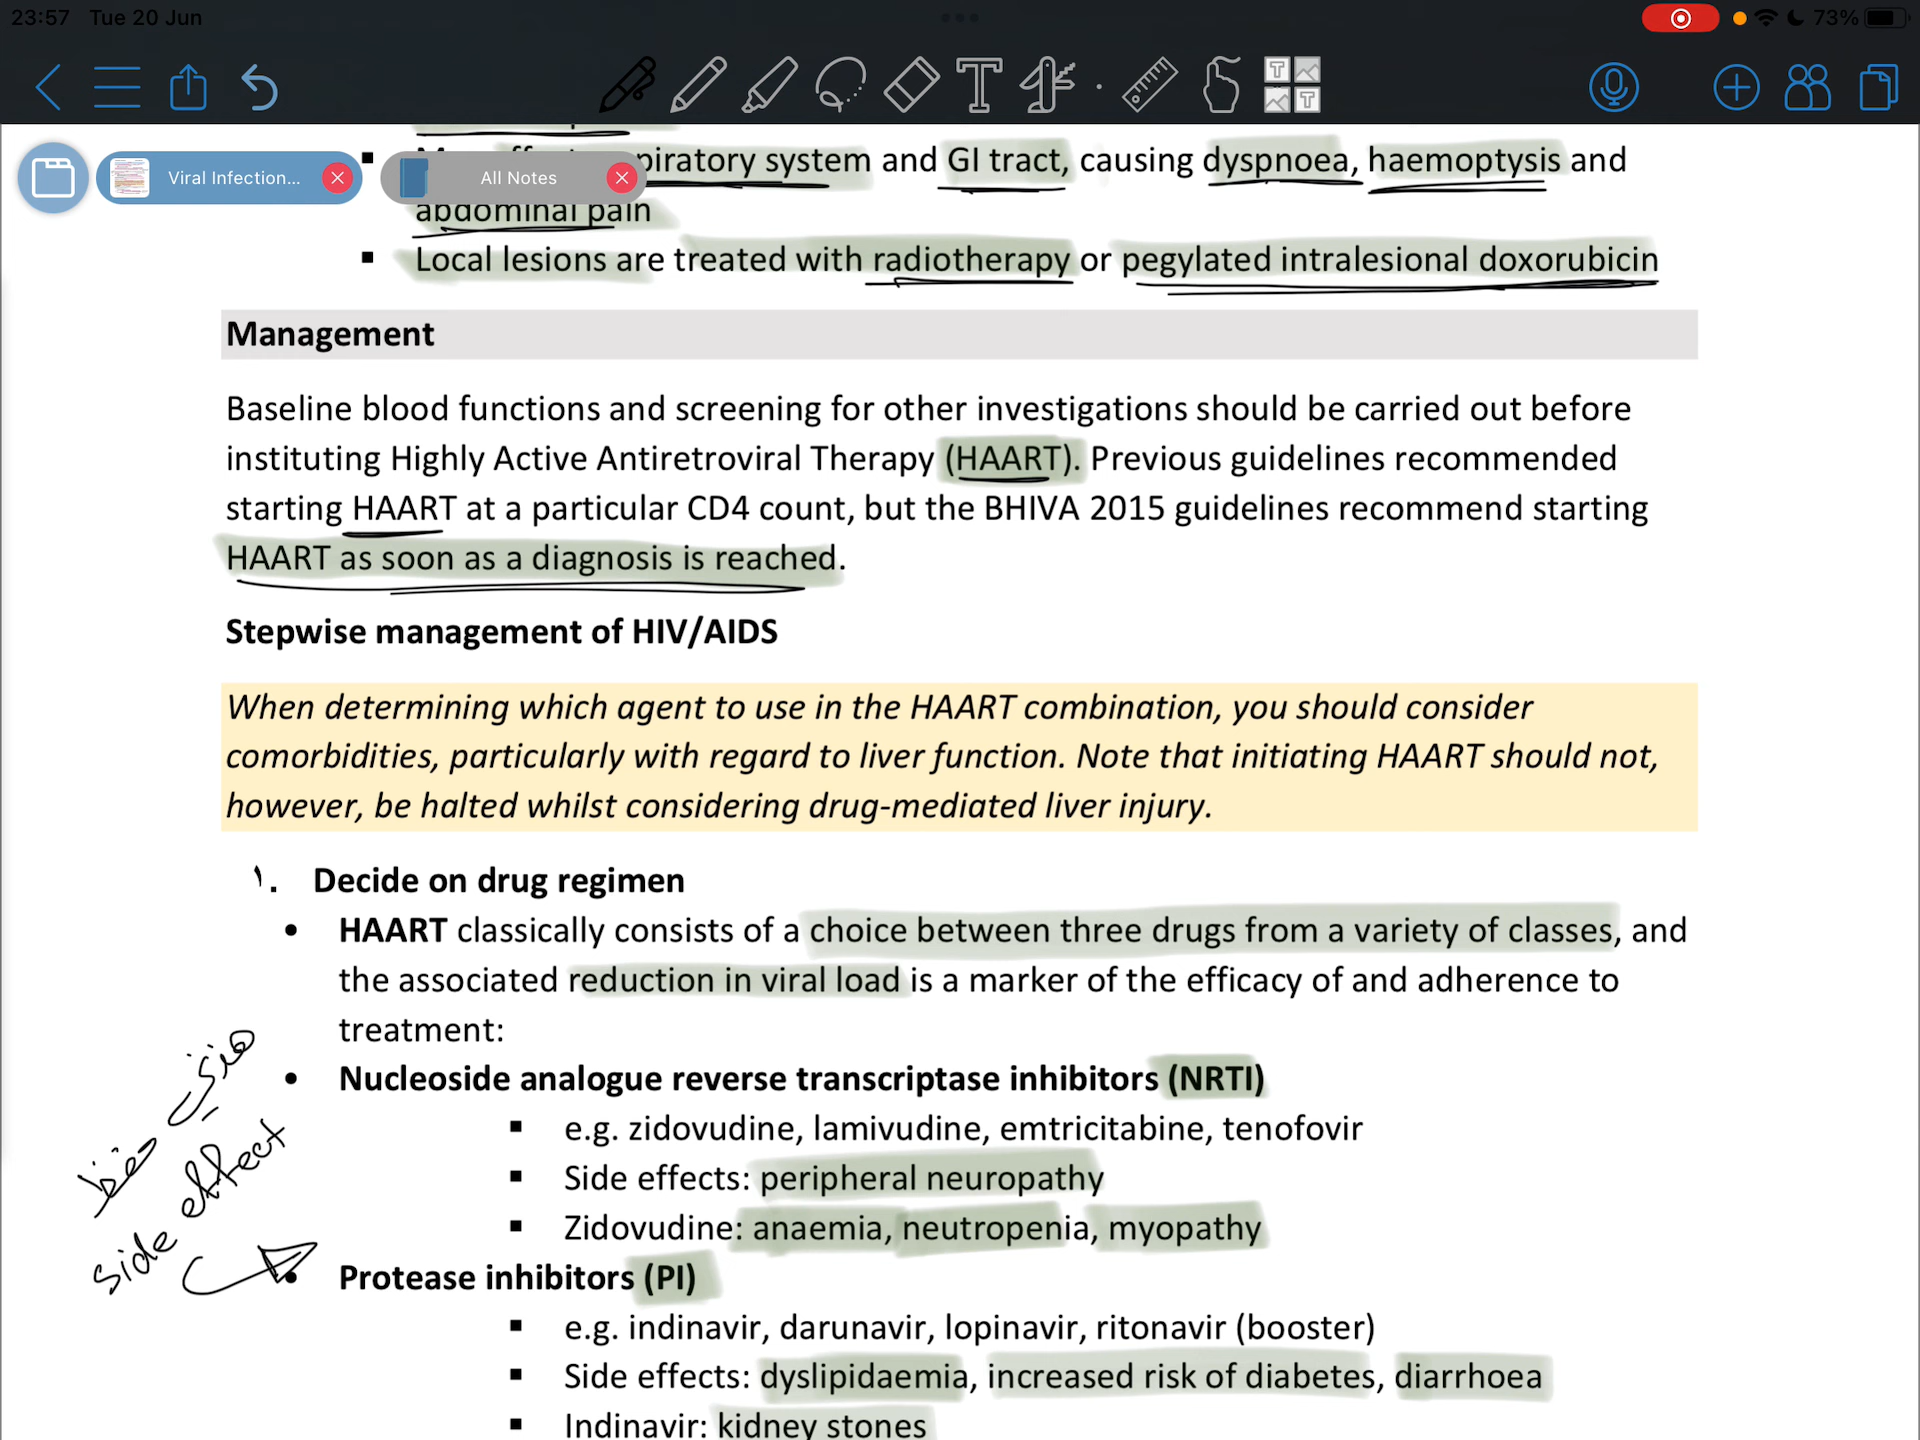 23:57 Tue 20 Jun
73%
Viral Infection...
All Notes
piratory system and GI tract, causing dyspnoea, haemoptysis and
abdominal pain
▪ Local lesions are treated with radiotherapy or pegylated intralesional doxorubicin
Management
Baseline blood functions and screening for other investigations should be carried out before
instituting Highly Active Antiretroviral Therapy (HAART). Previous guidelines recommended
starting HAART at a particular CD4 count, but the BHIVA 2015 guidelines recommend starting
HAART as soon as a diagnosis is reached.
Stepwise management of HIV/AIDS
When determining which agent to use in the HAART combination, you should consider
comorbidities, particularly with regard to liver function. Note that initiating HAART should not,
however, be halted whilst considering drug-mediated liver injury.
١. Decide on drug regimen
• HAART classically consists of a choice between three drugs from a variety of classes, and
the associated reduction in viral load is a marker of the efficacy of and adherence to
treatment:
• Nucleoside analogue reverse transcriptase inhibitors (NRTI)
▪ e.g. zidovudine, lamivudine, emtricitabine, tenofovir
▪ Side effects: peripheral neuropathy
▪ Zidovudine: anaemia, neutropenia, myopathy
side effect
• Protease inhibitors (PI)
▪ e.g. indinavir, darunavir, lopinavir, ritonavir (booster)
▪ Side effects: dyslipidaemia, increased risk of diabetes, diarrhoea
▪ Indinavir: kidney stones